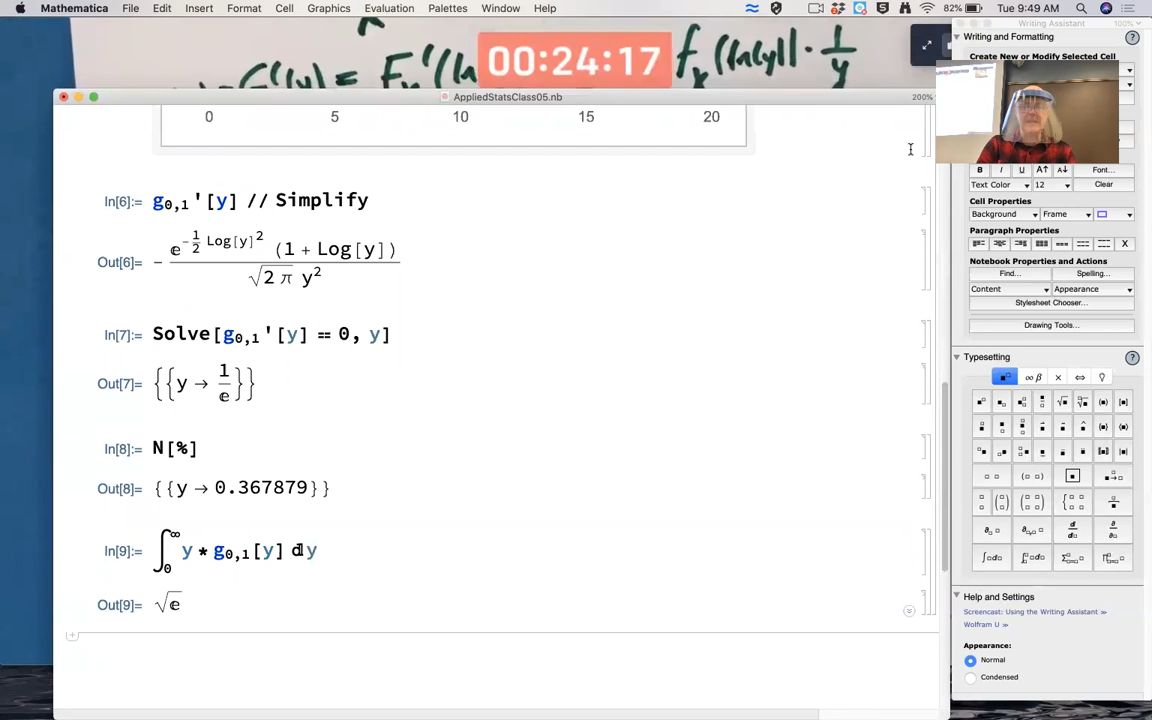 Mathematica File Edit Insert Format Cell Graphics Evaluation Palettes Window Help 82% Tue 9:49 AM
00:24:17
Writing Assistant 100%
Writing and Formatting
Create New or Modify Selected Cell
AppliedStatsClass05.nb 200%
0 5 10 15 20
B I U A↑ A↓ Font...
Text Color 12 Clear
Cell Properties
Background Frame
Paragraph Properties
Notebook Properties and Actions
Find... Spelling...
Content Appearance
Stylesheet Chooser...
Drawing Tools...
Typesetting
In[6]:= g0,1'[y] // Simplify
Out[6]= - ⅇ^-1/2 Log[y]^2 (1 + Log[y]) / √2 π y^2
In[7]:= Solve[g0,1'[y] == 0, y]
Out[7]= {{y → 1/ⅇ}}
In[8]:= N[%]
Out[8]= {{y → 0.367879}}
In[9]:= ∫0^∞ y * g0,1[y] ⅆy
Out[9]= √ⅇ
Help and Settings
Screencast: Using the Writing Assistant »
Wolfram U »
Appearance:
Normal
Condensed